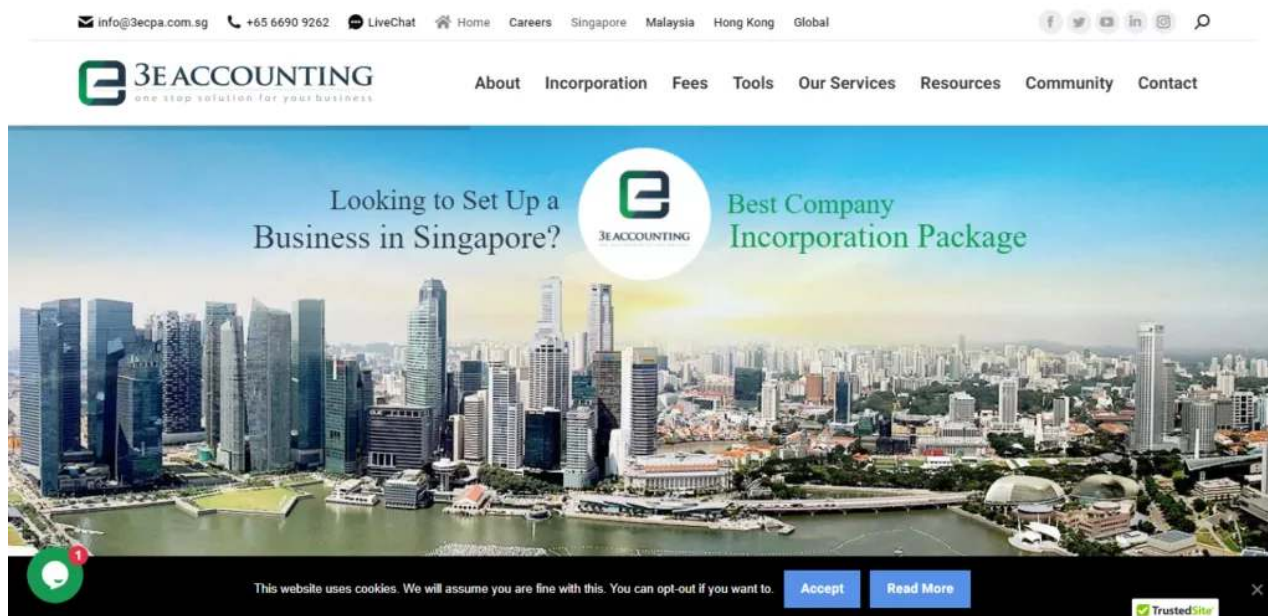 info@3ecpa.com.sg +65 6690 9262 LiveChat Home Careers Singapore Malaysia Hong Kong Global
3E ACCOUNTING
one stop solution for your business
About Incorporation Fees Tools Our Services Resources Community Contact
Looking to Set Up a
Business in Singapore?
3E ACCOUNTING
Best Company
Incorporation Package
1
This website uses cookies. We will assume you are fine with this. You can opt-out if you want to. Accept Read More
TrustedSite